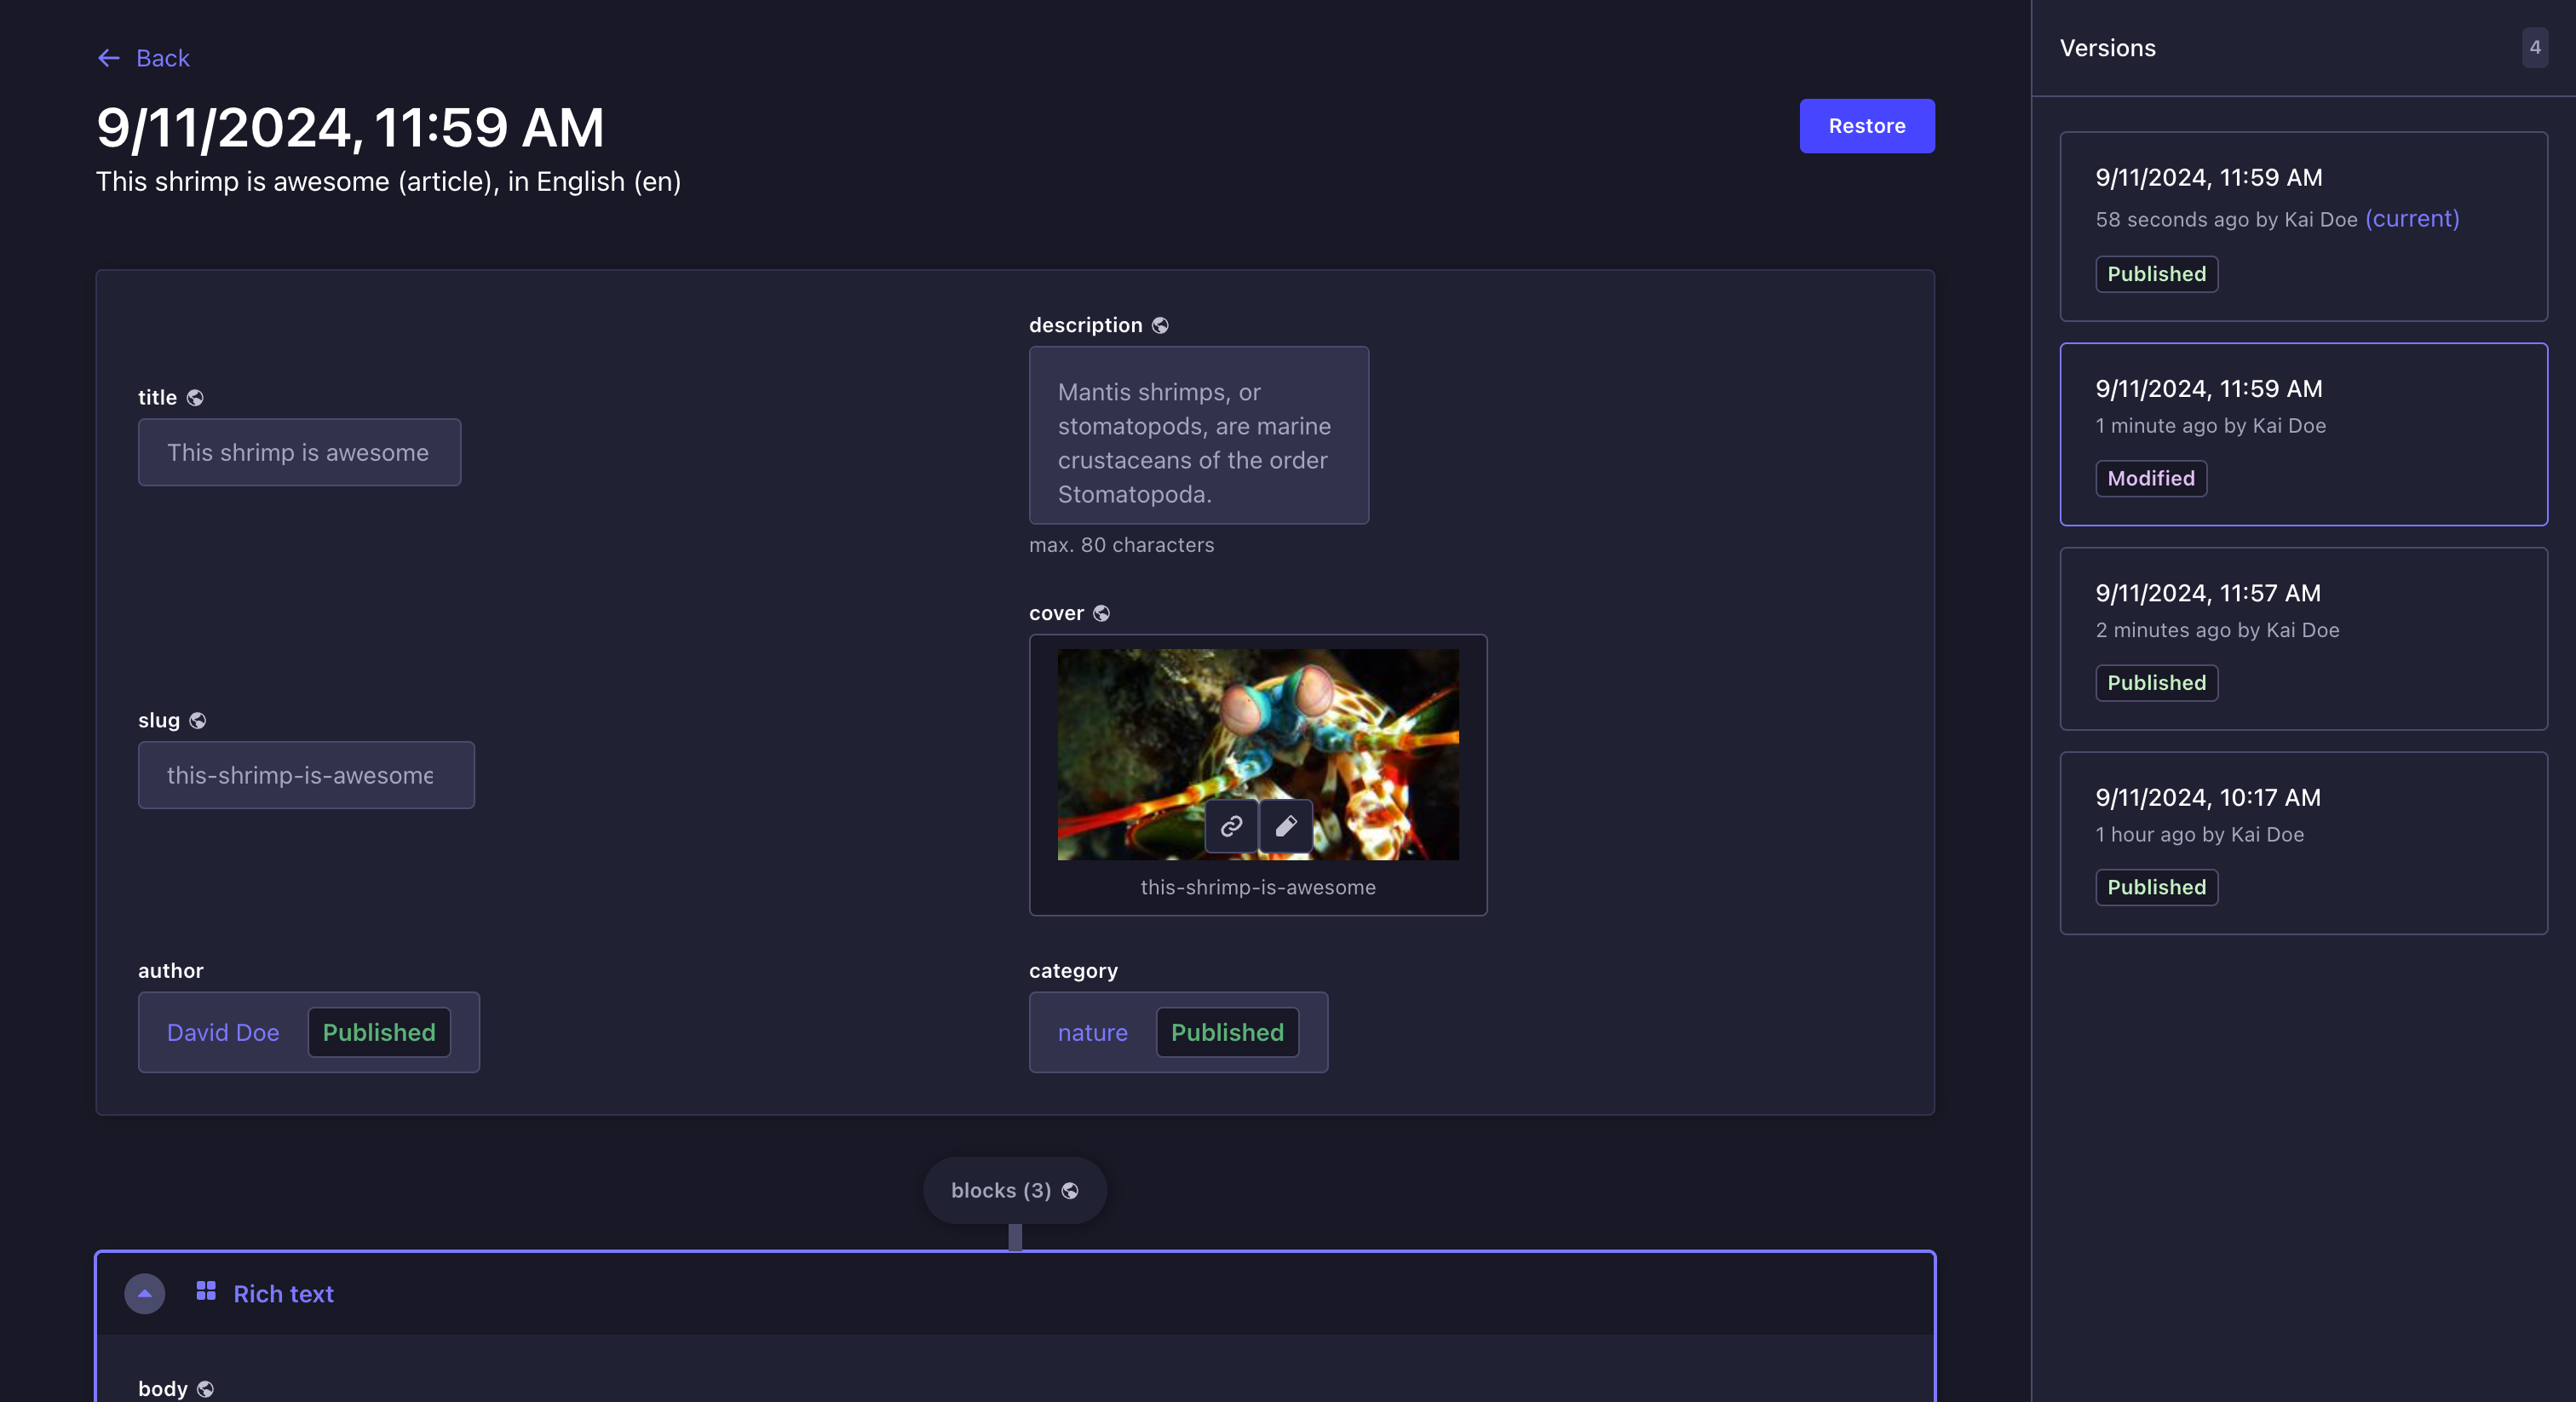 Back
9/11/2024, 11:59 AM
This shrimp is awesome (article), in English (en)
Restore
title
This shrimp is awesome
description
Mantis shrimps, or
stomatopods, are marine
crustaceans of the order
Stomatopoda.
max. 80 characters
slug
this-shrimp-is-awesome
cover
this-shrimp-is-awesome
author
David Doe Published
category
nature Published
blocks (3)
Rich text
body
Versions 4
9/11/2024, 11:59 AM
58 seconds ago by Kai Doe (current)
Published
9/11/2024, 11:59 AM
1 minute ago by Kai Doe
Modified
9/11/2024, 11:57 AM
2 minutes ago by Kai Doe
Published
9/11/2024, 10:17 AM
1 hour ago by Kai Doe
Published